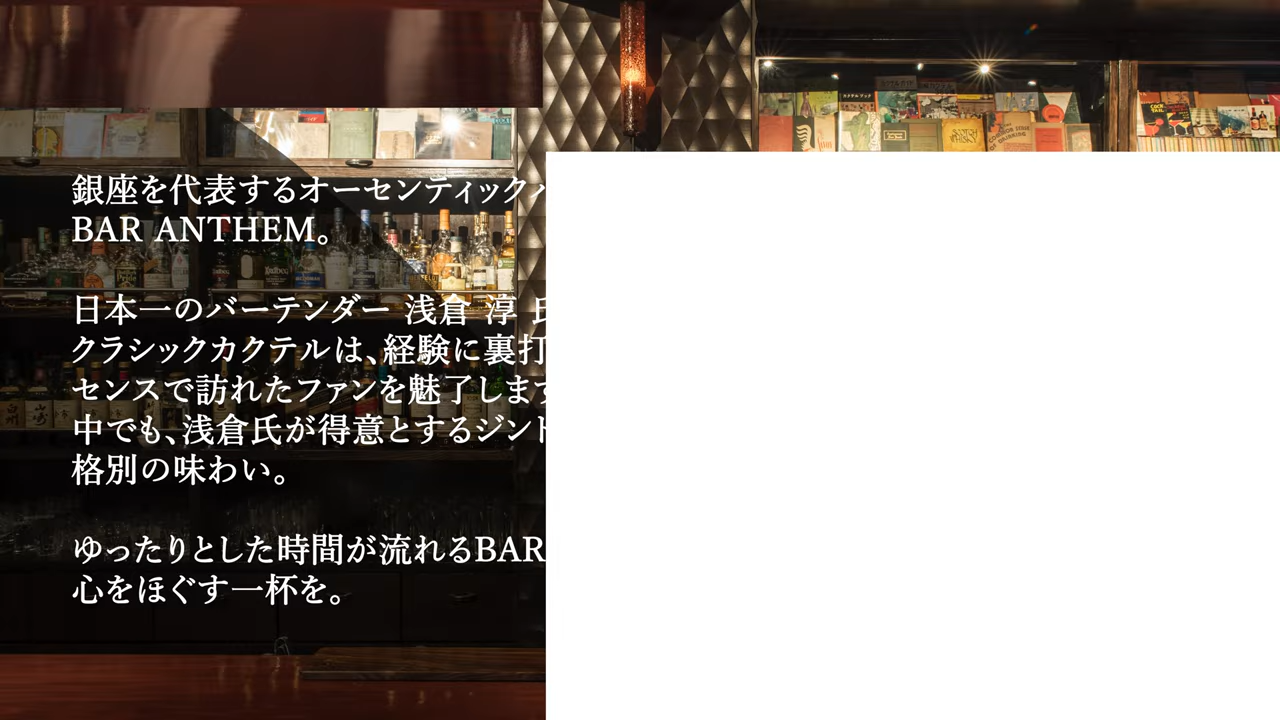 銀座を代表するオーセンティック
BAR ANTHEM。
日本一のバーテンダー 浅倉 淳
クラシックカクテルは、経験に裏打
センスで訪れたファンを魅了します
中でも、浅倉氏が得意とするジント
格別の味わい。
ゆったりとした時間が流れるBAR
心をほぐす一杯を。